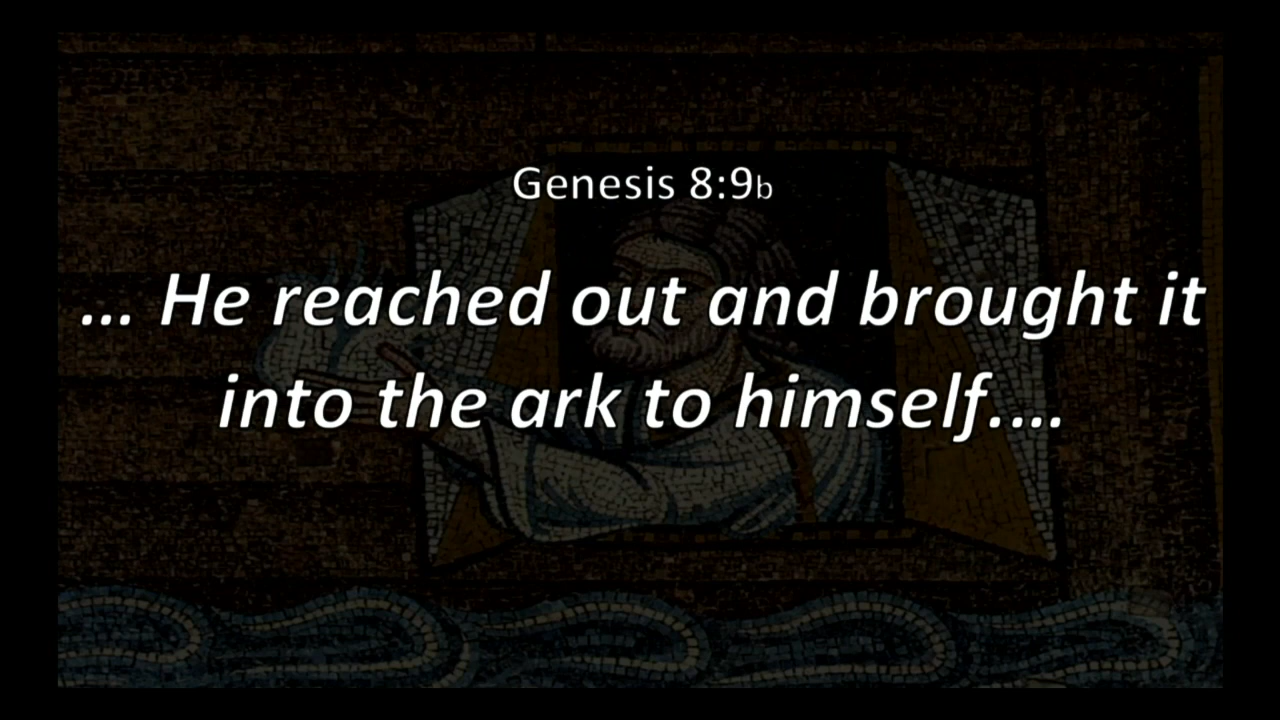 Genesis 8:9b
... He reached out and brought it
into the ark to himself....